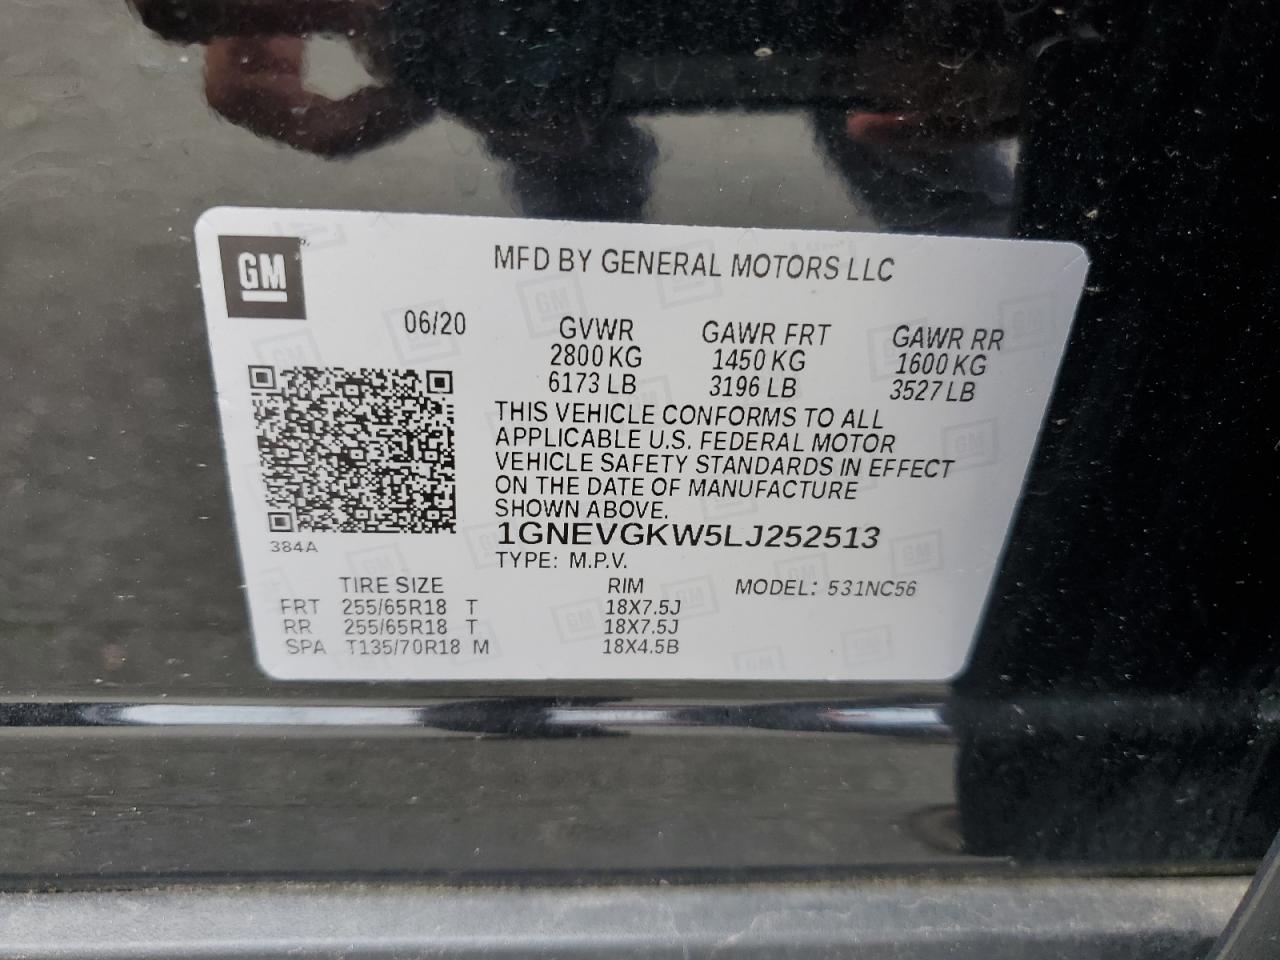 GM
MFD BY GENERAL MOTORS LLC
06/20
GVWR GAWR FRT GAWR RR
2800 KG 1450 KG 1600 KG
6173 LB 3196 LB 3527 LB
THIS VEHICLE CONFORMS TO ALL
APPLICABLE U.S. FEDERAL MOTOR
VEHICLE SAFETY STANDARDS IN EFFECT
ON THE DATE OF MANUFACTURE
SHOWN ABOVE.
1GNEVGKW5LJ252513
384A
TYPE: M.P.V.
TIRE SIZE RIM MODEL: 531NC56
FRT 255/65R18 T 18X7.5J
RR 255/65R18 T 18X7.5J
SPA T135/70R18 M 18X4.5B